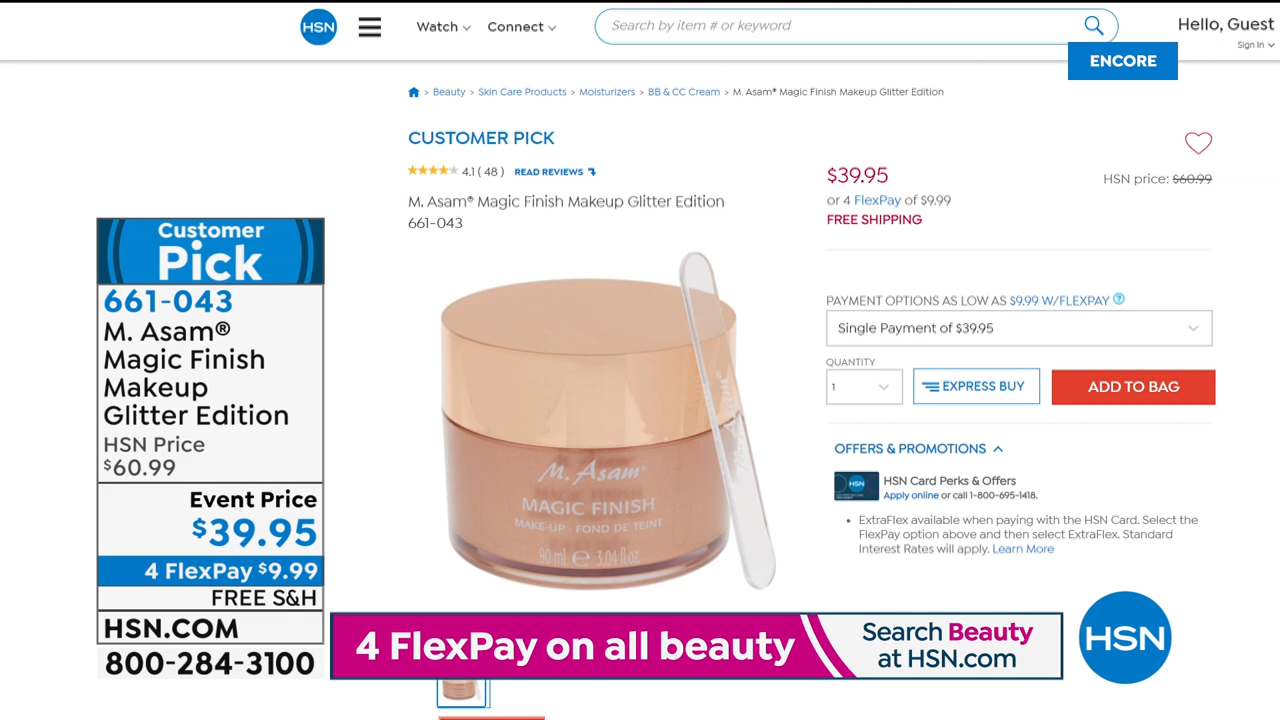 HSN
Watch
Connect
Search by item # or keyword
Hello, Guest
Sign In
ENCORE
> Beauty > Skin Care Products > Moisturizers > BB & CC Cream > M. Asam® Magic Finish Makeup Glitter Edition
CUSTOMER PICK
4.1 ( 48 ) READ REVIEWS
M. Asam® Magic Finish Makeup Glitter Edition
661-043
$39.95
HSN price: $60.99
or 4 FlexPay of $9.99
FREE SHIPPING
PAYMENT OPTIONS AS LOW AS $9.99 W/FLEXPAY ?
Single Payment of $39.95
QUANTITY
1
EXPRESS BUY
ADD TO BAG
OFFERS & PROMOTIONS
HSN
HSN Card Perks & Offers
Apply online or call 1-800-695-1418.
• ExtraFlex available when paying with the HSN Card. Select the
FlexPay option above and then select ExtraFlex. Standard
Interest Rates will apply. Learn More
M. Asam®
MAGIC FINISH
MAKE-UP · FOND DE TEINT
90 ml e 3.04 fl.oz.
M. Asam®
Customer
Pick
661-043
M. Asam®
Magic Finish
Makeup
Glitter Edition
HSN Price
$60.99
Event Price
$39.95
4 FlexPay $9.99
FREE S&H
HSN.COM
800-284-3100
4 FlexPay on all beauty
Search Beauty
at HSN.com
HSN